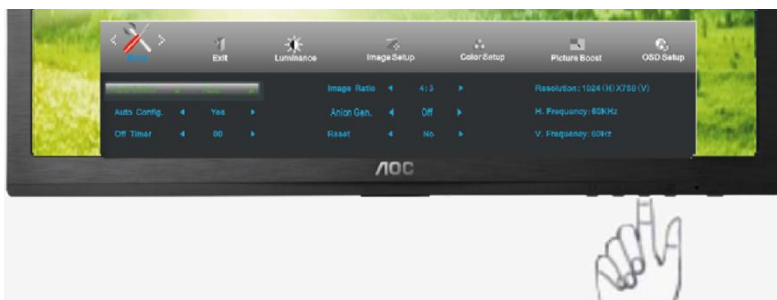 < >
Exit
Luminance
Image Setup
Color Setup
Picture Boost
OSD Setup
Image Ratio 4:3
Resolution: 1024 (H) X768 (V)
Auto Config. Yes
Anion Gen. Off
H. Frequency: 60KHz
Off Timer 00
Reset No
V. Frequency: 60Hz
AOC